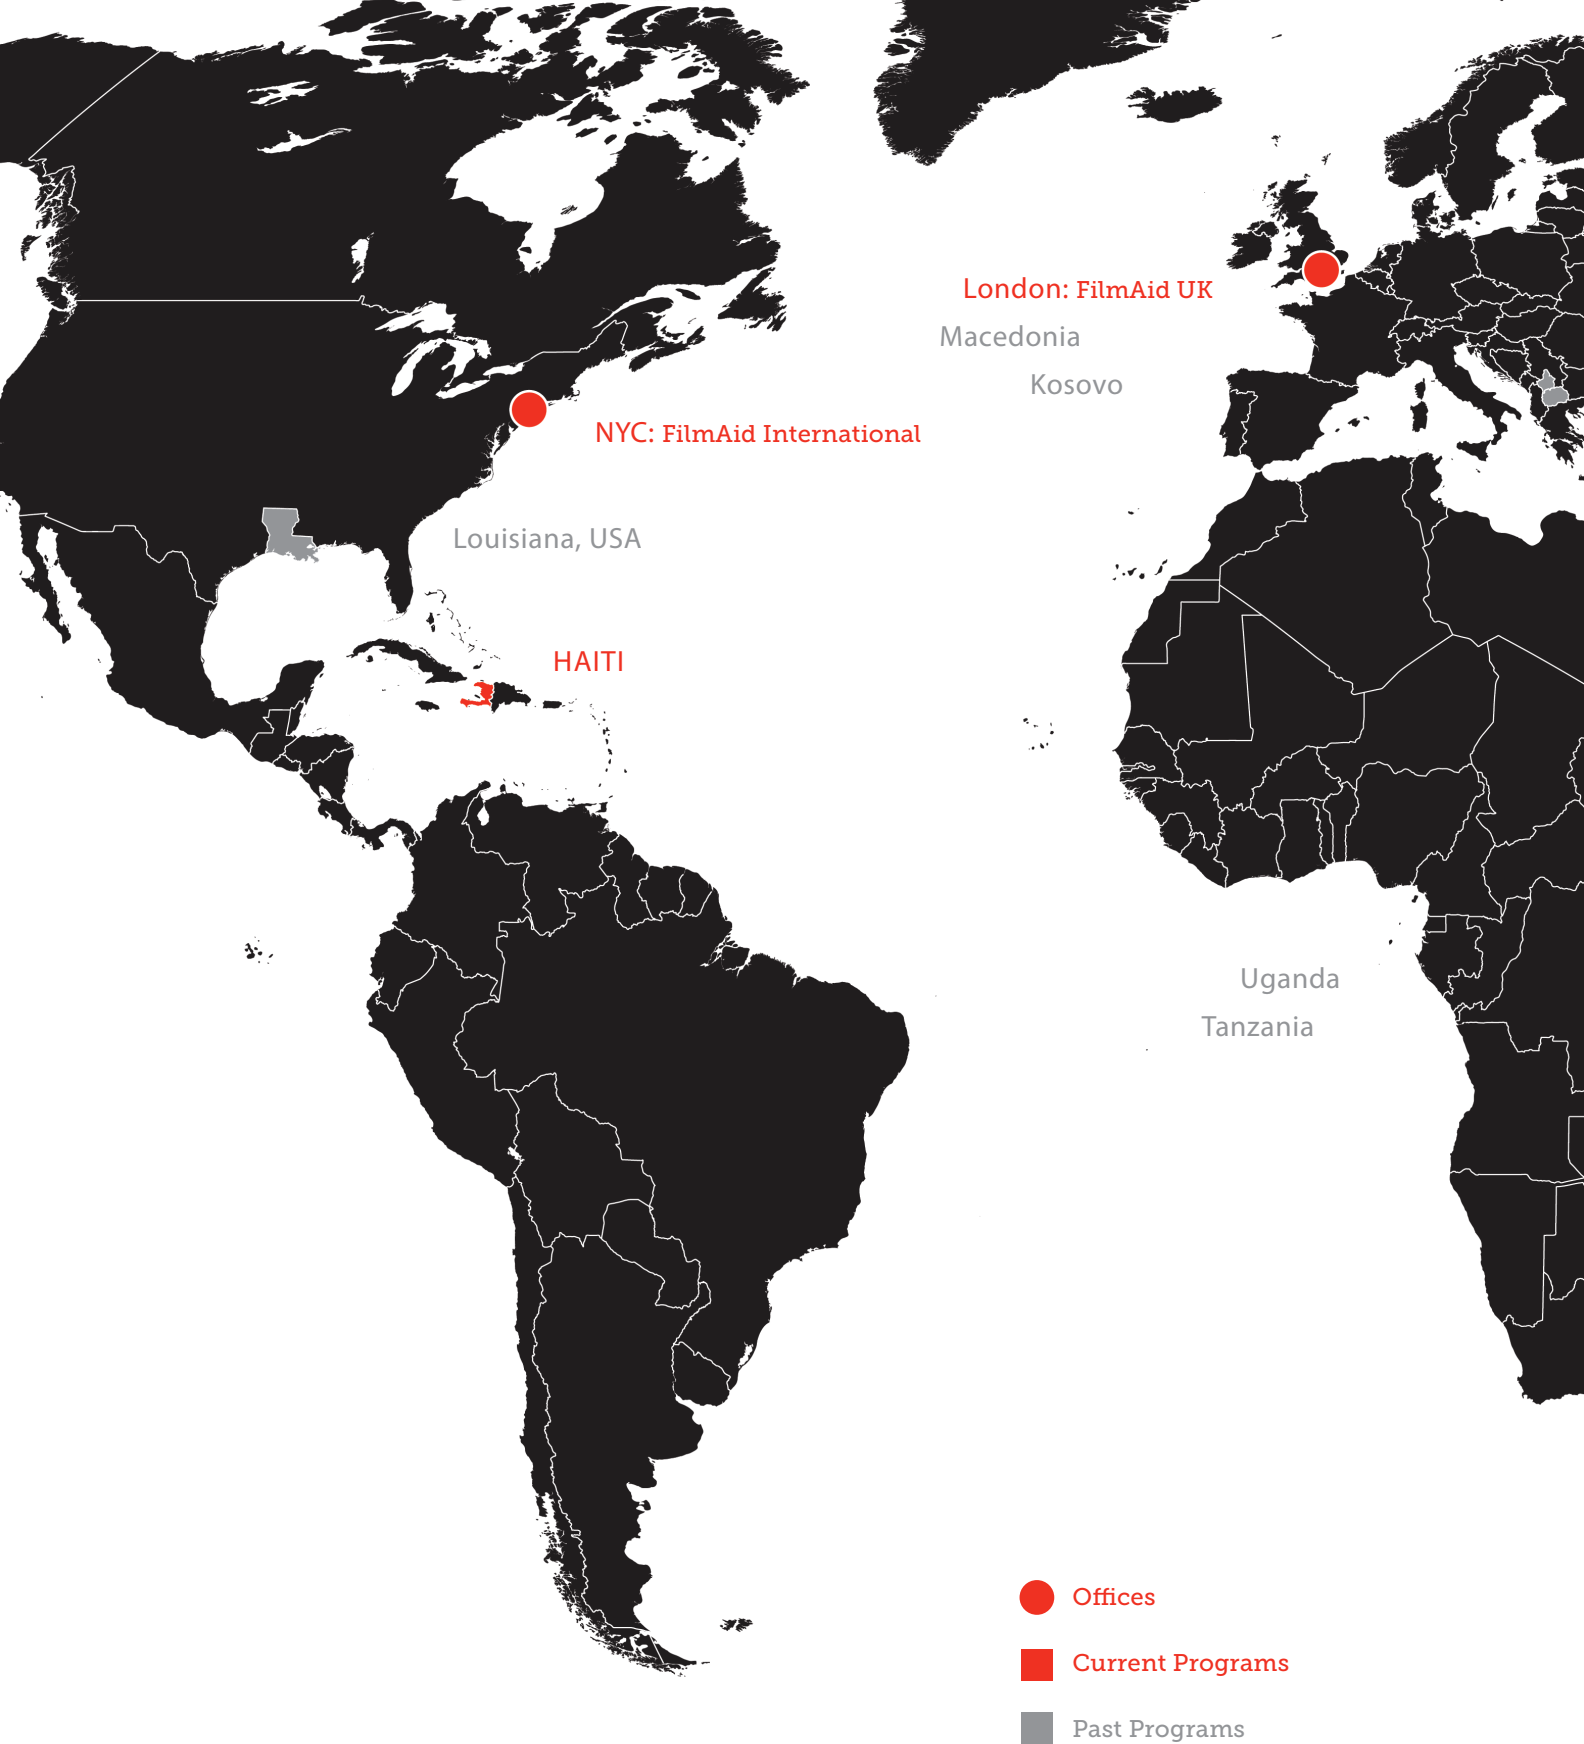 London: FilmAid UK
Macedonia
Kosovo
NYC: FilmAid International
Louisiana, USA
HAITI
Uganda
Tanzania
Offices
Current Programs
Past Programs